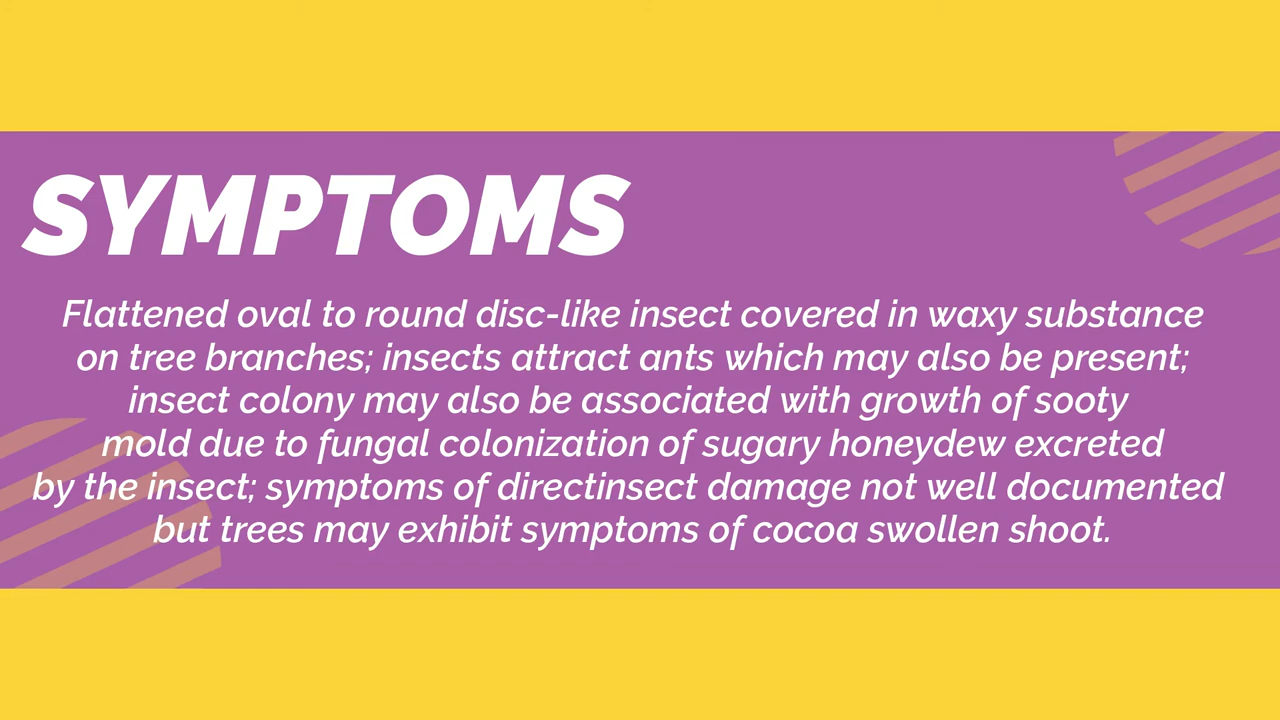 SYMPTOMS
Flattened oval to round disc-like insect covered in waxy substance
on tree branches; insects attract ants which may also be present;
insect colony may also be associated with growth of sooty
mold due to fungal colonization of sugary honeydew excreted
by the insect; symptoms of directinsect damage not well documented
but trees may exhibit symptoms of cocoa swollen shoot.